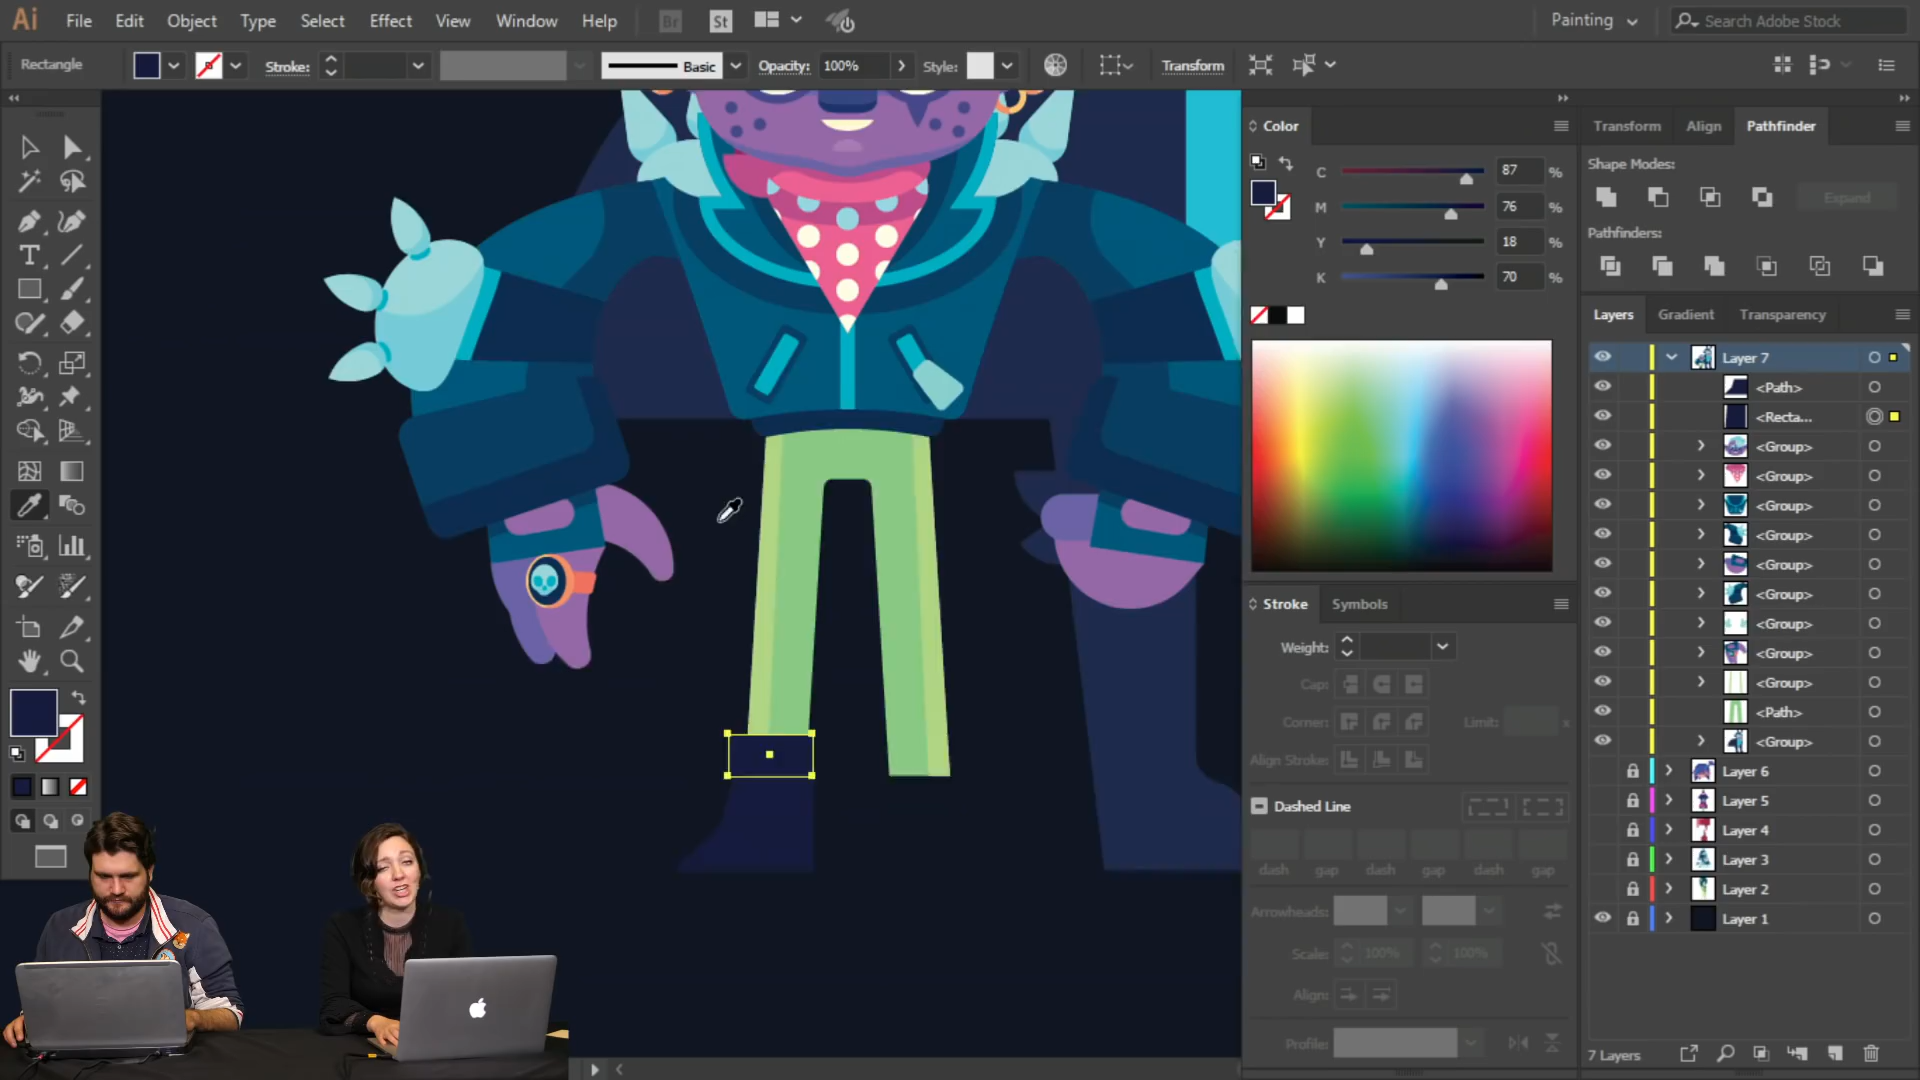 Ai File Edit Object Type Select Effect View Window Help Br St Painting Search Adobe Stock
Rectangle Stroke: Basic Opacity: 100% Style: Transform
Color
C 87 %
M 76 %
Y 18 %
K 70 %
Transform Align Pathfinder
Shape Modes:
Expand
Pathfinders:
Layers Gradient Transparency
Layer 7
<Path>
<Recta...
<Group>
<Group>
<Group>
<Group>
<Group>
<Group>
<Group>
<Group>
<Group>
<Path>
<Group>
Layer 6
Layer 5
Layer 4
Layer 3
Layer 2
Layer 1
7 Layers
Stroke Symbols
Weight:
Cap:
Corner: Limit: x
Align Stroke:
Dashed Line
dash gap dash gap dash gap
Arrowheads:
Scale: 100% 100%
Align:
Profile: